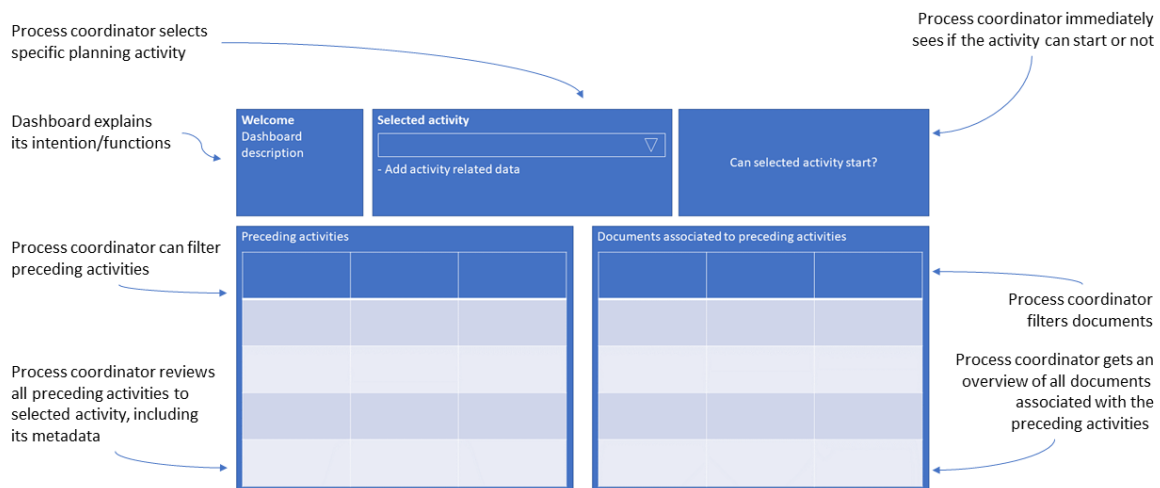 Process coordinator selects
specific planning activity
Process coordinator immediately
sees if the activity can start or not
Dashboard explains
its intention/functions
Welcome
Dashboard
description
Selected activity
- Add activity related data
Can selected activity start?
Process coordinator can filter
preceding activities
Preceding activities
Documents associated to preceding activities
Process coordinator
filters documents
Process coordinator reviews
all preceding activities to
selected activity, including
its metadata
Process coordinator gets an
overview of all documents
associated with the
preceding activities